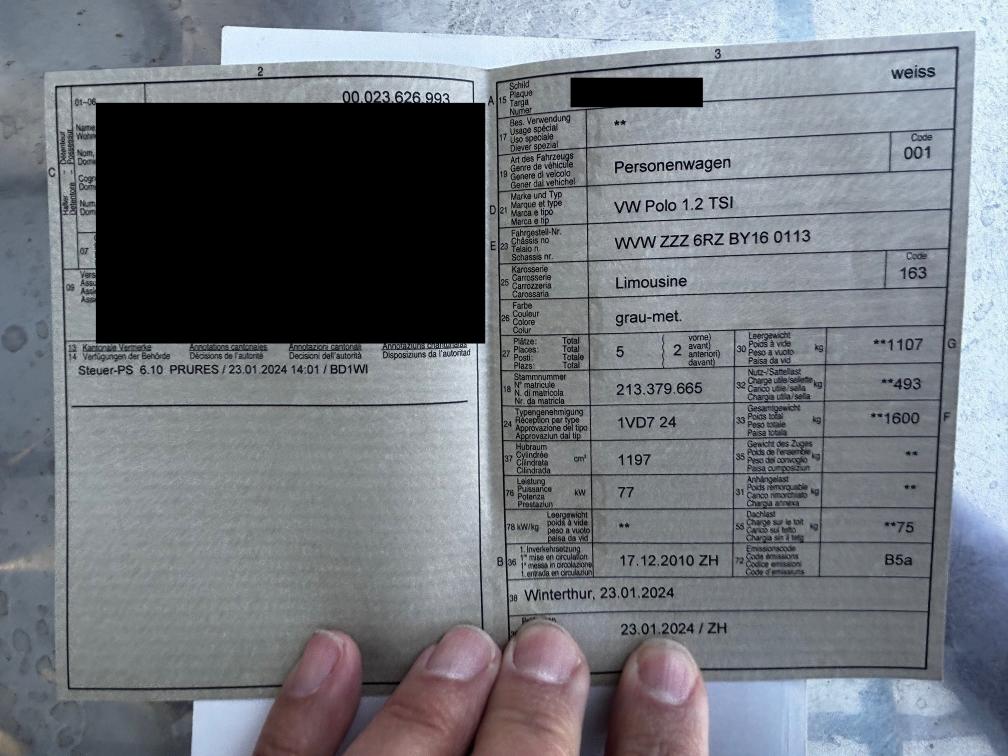 2
00.023.626.993
01-06
C
07
09
13 Kantonale Vermerke Annotations cantonales Annotazioni cantonali Annotaziuns chantunalas
14 Verfügungen der Behörde Décisions de l'autorité Decisioni dell'autorità Disposiziuns da l'autoritad
Steuer-PS 6.10 PRURES / 23.01.2024 14:01 / BD1WI
3
A 15 Schild
Plaque
Targa
Numer
weiss
17 Bes. Verwendung
Usage spécial
Uso speciale
Diever spezial
**
19 Art des Fahrzeugs
Genre de véhicule
Genere di veicolo
Gener dal vehichel
Personenwagen
Code
001
D 21 Marke und Typ
Marque et type
Marca e tipo
Marca e tip
VW Polo 1.2 TSI
E 23 Fahrgestell-Nr.
Châssis no
Telaio n.
Schassis nr.
WVW ZZZ 6RZ BY16 0113
25 Karosserie
Carrosserie
Carrozzeria
Carossaria
Limousine
Code
163
26 Farbe
Couleur
Colore
Colur
grau-met.
27 Plätze: Total
Places: Total
Posti: Totale
Plazs: Total
5
2
vorne)
avant)
anteriori)
davant)
30 Leergewicht
Poids à vide
Peso a vuoto
Paisa da vid
kg
**1107
G
18 Stammnummer
N° matricule
N. di matricola
Nr. da matricla
213.379.665
32 Nutz-/Sattellast
Charge utile/sellette
Carico utile/sella
Chargia utila/sella
kg
**493
24 Typengenehmigung
Réception par type
Approvazione del tipo
Approvaziun dal tip
1VD7 24
33 Gesamtgewicht
Poids total
Peso totale
Paisa totala
kg
**1600
F
37 Hubraum
Cylindrée
Cilindrata
Cilindrada
cm³
1197
35 Gewicht des Zuges
Poids de l'ensemble
Peso del convoglio
Paisa cumposiziun
kg
**
76 Leistung
Puissance
Potenza
Prestaziun
kW
77
31 Anhängelast
Poids remorquable
Carico rimorchiato
Chargia annexa
kg
**
78 kW/kg Leergewicht
poids à vide
peso a vuoto
paisa da vid
**
55 Dachlast
Charge sur le toit
Carico sul tetto
Chargia sin il tetg
kg
**75
B 36 1. Inverkehrsetzung
1re mise en circulation
1a messa in circolazione
1. entrada en circulaziun
17.12.2010 ZH
72 Emissionscode
Code émissions
Codice emissioni
Code d'emissiuns
B5a
38 Winterthur, 23.01.2024
23.01.2024 / ZH